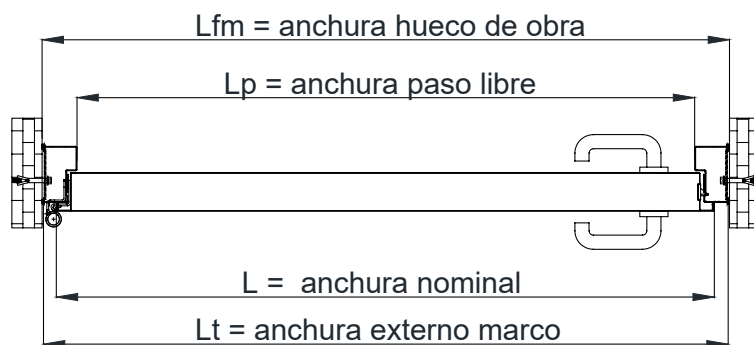 Lfm = anchura hueco de obra
Lp = anchura paso libre
L = anchura nominal
Lt = anchura externo marco